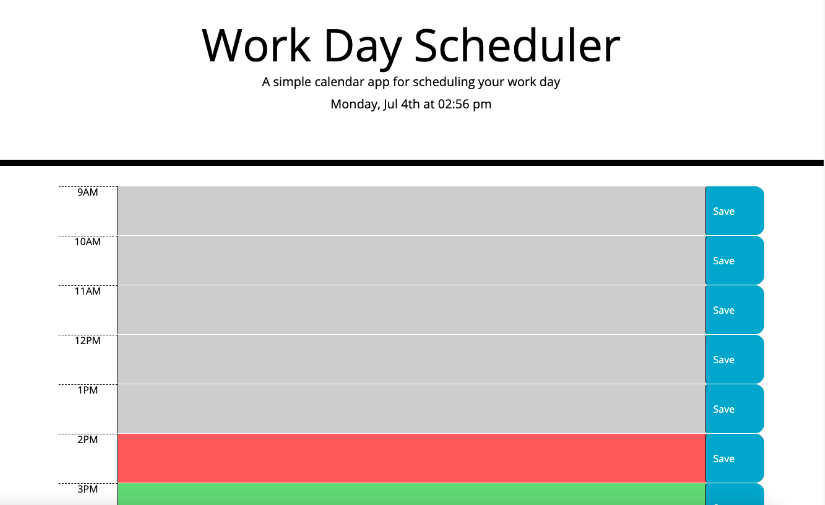 Work Day Scheduler
A simple calendar app for scheduling your work day
Monday, Jul 4th at 02:56 pm
9AM Save
10AM Save
11AM Save
12PM Save
1PM Save
2PM Save
3PM